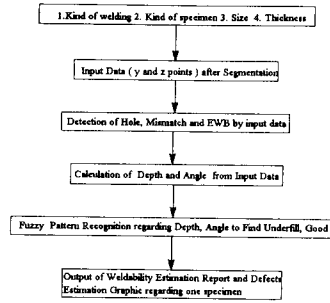 1.Kind of welding 2. Kind of specimen 3. Size 4. Thickness
Input Data ( y and z points ) after Segmentation
Detection of Hole, Mismatch and EWB by input data
Calculation of Depth and Angle from Input Data
Fuzzy Pattern Recognition regarding Depth, Angle to Find Underfill, Good
Output of Weldability Estimation Report and Defects
Estimation Graphic regarding one specimen